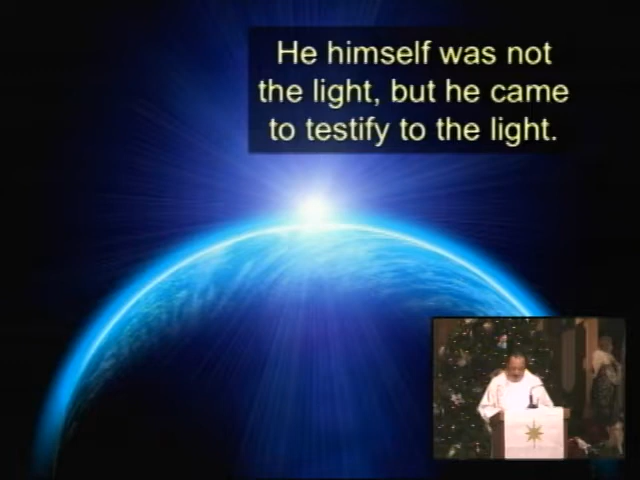 He himself was not
the light, but he came
to testify to the light.